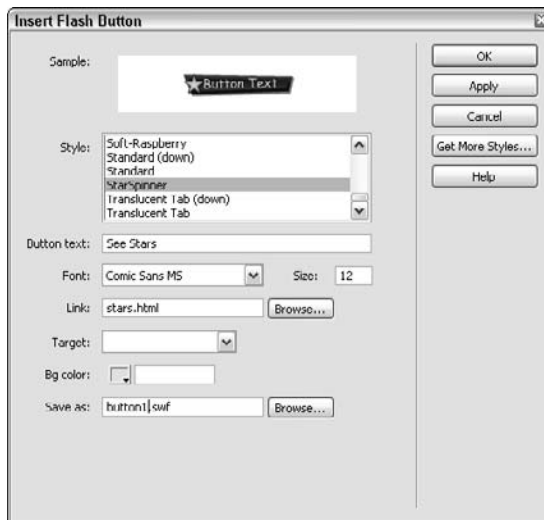 Insert Flash Button
Sample:
Button Text
OK
Apply
Cancel
Get More Styles...
Help
Style:
Soft-Raspberry
Standard (down)
Standard
StarSpinner
Translucent Tab (down)
Translucent Tab
Button text: See Stars
Font: Comic Sans MS Size: 12
Link: stars.html Browse...
Target:
Bg color:
Save as: button1.swf Browse...